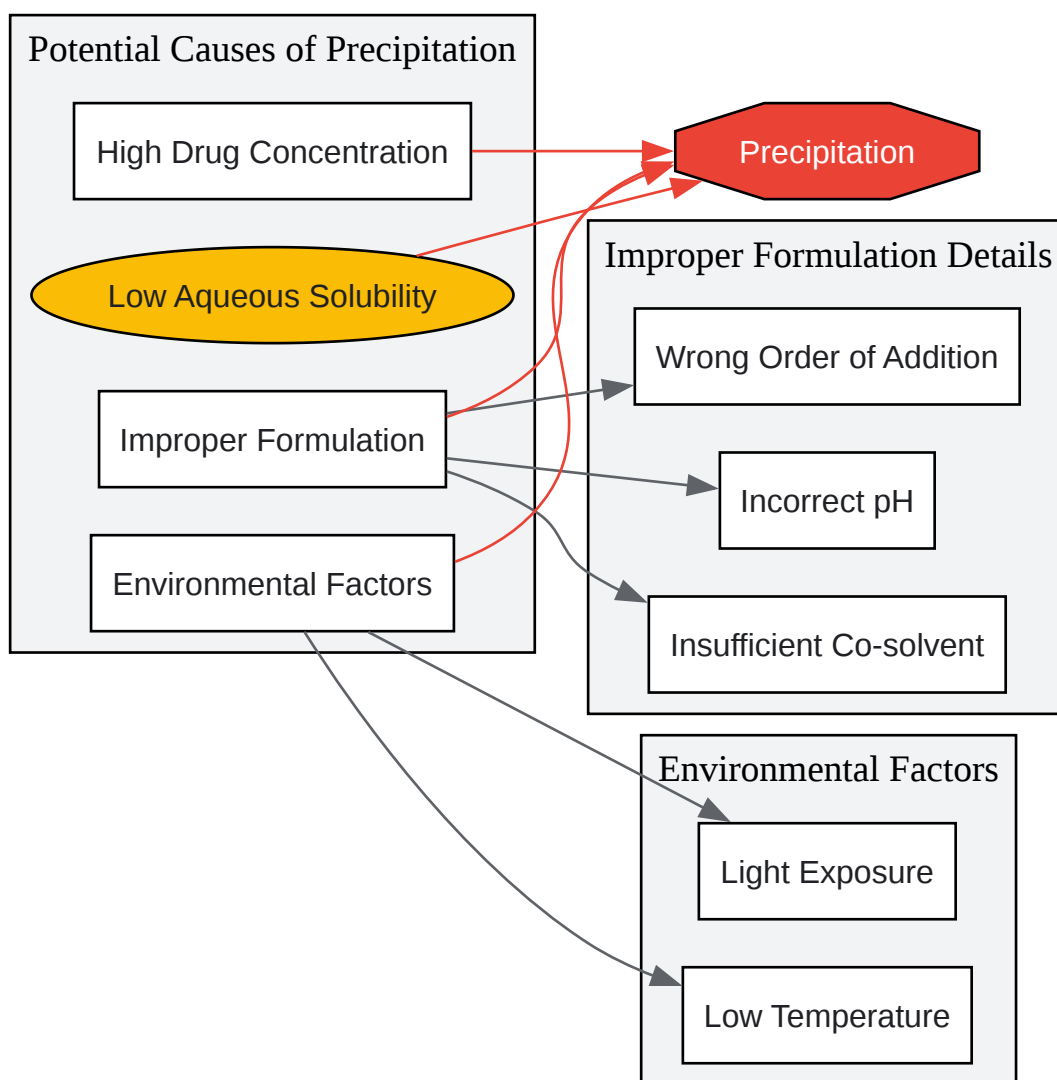 Potential Causes of Precipitation
High Drug Concentration
Low Aqueous Solubility
Improper Formulation
Environmental Factors
Precipitation
Improper Formulation Details
Wrong Order of Addition
Incorrect pH
Insufficient Co-solvent
Environmental Factors
Light Exposure
Low Temperature